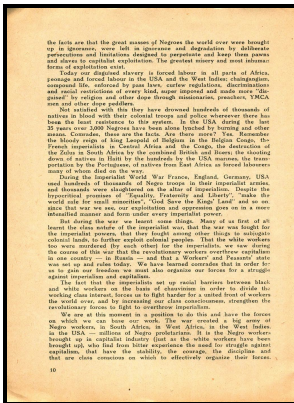 the facts are that the great masses of Negroes the world over were brought
up in ignorance, were left in ignorance and degradation by deliberate
persecutions and limitations designed to perpetuate and keep them pawns
and slaves to capitalist exploitation. The greatest misery and most inhuman
forms of exploitation exist.
Today our disguised slavery is forced labour in all parts of Africa,
peonage and forced labour in the USA and the West Indies; chaingangs,
compound life, enforced by pass laws, curfew regulations, discriminations
and racial restrictions of every kind, super imposed and made more "dis-
guised" by religion and other dope through missionaries, preachers, YMCA
men and other dope peddlers.
Not satisfied with this they have drowned hundreds of thousands of
natives in blood with their colonial troops and police wherever there has
been the least resistance to this system. In the USA during the last
35 years over 3,000 Negroes have been alone lynched by burning and other
means. Comrades, these are the facts. Are there more? Yes. Remember
the bloody reign of king Leopold of Belgium in the Belgian Congo, the
French imperialists in Central Africa and the Congo, the destruction of
the Zulus in South Africa by the combined British and Boers; the shooting
down of natives in Haiti by the hundreds by the USA marines, the trans-
portation by the Portuguese, of natives from East Africa as forced labourers
many of whom died on the way.
During the Imperialist World War France, England, Germany, USA
used hundreds of thousands of Negro troops in their imperialist armies,
and thousands were slaughtered on the altar of imperialism. Despite the
hypocritical promises of "Equality, Fraternity and Liberty", "make the
world rule for small minorities", "God Save the King's Land" and so on
since that war we see, our exploitation and oppression goes on in a more
intensified manner and form under every imperialist power.
But during the war we learnt some things. Many of us first of all
learnt the class nature of the imperialist war, that the war was fought for
the imperialist powers, that they fought among other things to subjugate
colonial lands, to further exploit colonial peoples. That the white workers
too were murdered (by each other) for the imperialists, we saw during
the course of this war that the revolutionary workers overthrew capitalism
in one country — in Russia — and that a Workers' and Peasants' state
was set up and rules today. We have learned comrades that in order for
us to gain our freedom we must also organize our forces for a struggle
against imperialism and capitalism.
The fact that the imperialists set up racial barriers between black
and white workers on the basis of chauvinism in order to divide the
working class interest, forces us to fight harder for a united front of workers
the world over, and by increasing our class consciousness, strengthen the
revolutionary forces to fight to overthrow imperialism.
We are at this moment in a position to do this and have the forces
on which we can base our work. The war created a big army of
Negro workers, in South Africa, in West Africa, in the West Indies
in the USA — millions of Negro proletarians. It is the Negro workers
brought up in capitalist industry (just as the white workers have been
brought up), who find from bitter experience the need for struggle against
capitalism, that have the stability, the courage, the discipline and
that are class conscious on which to effectively organise their forces.
10